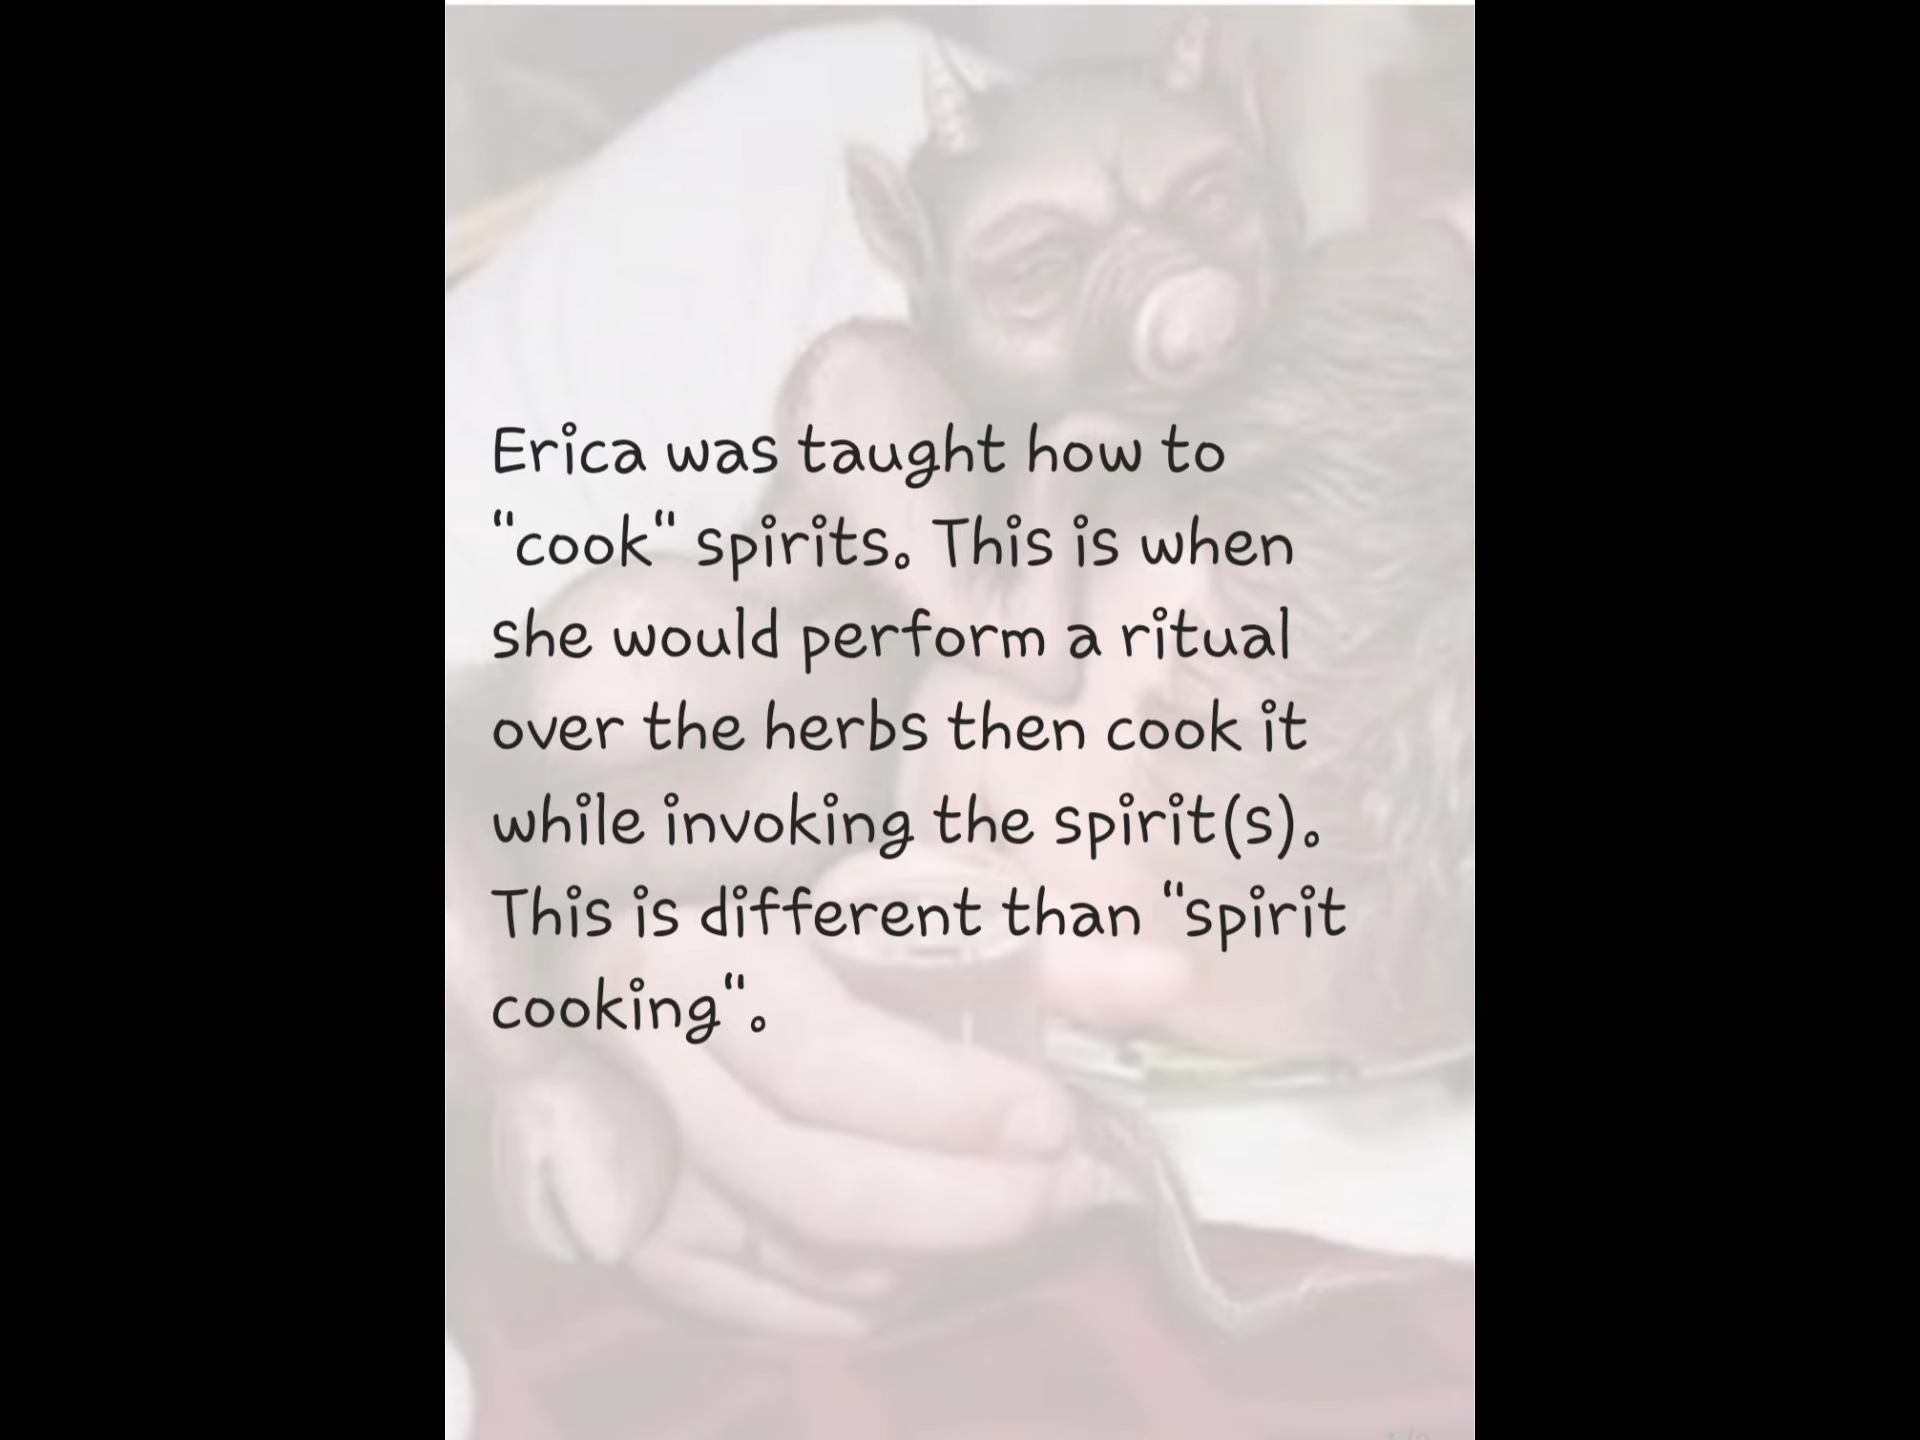 Erica was taught how to
"cook" spirits. This is when
she would perform a ritual
over the herbs then cook it
while invoking the spirit(s).
This is different than "spirit
cooking".